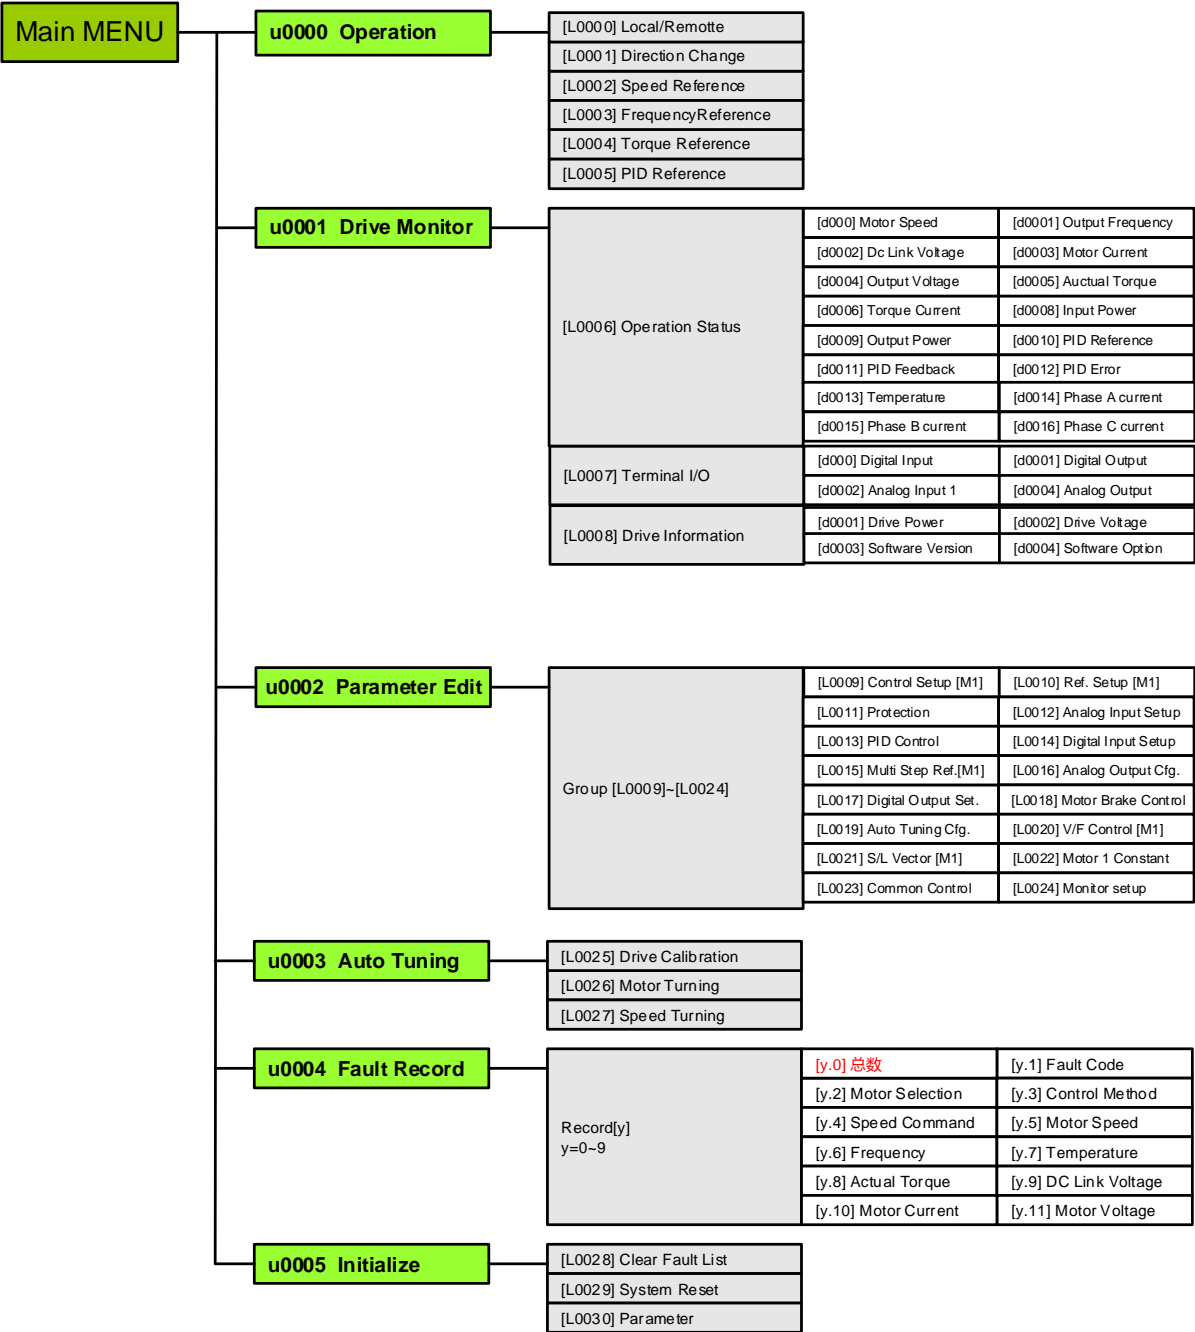 Main MENU
u0000 Operation
[L0000] Local/Remotte
[L0001] Direction Change
[L0002] Speed Reference
[L0003] FrequencyReference
[L0004] Torque Reference
[L0005] PID Reference
u0001 Drive Monitor
[L0006] Operation Status
[d000] Motor Speed
[d0001] Output Frequency
[d0002] Dc Link Voltage
[d0003] Motor Current
[d0004] Output Voltage
[d0005] Auctual Torque
[d0006] Torque Current
[d0008] Input Power
[d0009] Output Power
[d0010] PID Reference
[d0011] PID Feedback
[d0012] PID Error
[d0013] Temperature
[d0014] Phase A current
[d0015] Phase B current
[d0016] Phase C current
[L0007] Terminal I/O
[d000] Digital Input
[d0001] Digital Output
[d0002] Analog Input 1
[d0004] Analog Output
[L0008] Drive Information
[d0001] Drive Power
[d0002] Drive Voltage
[d0003] Software Version
[d0004] Software Option
u0002 Parameter Edit
Group [L0009]~[L0024]
[L0009] Control Setup [M1]
[L0010] Ref. Setup [M1]
[L0011] Protection
[L0012] Analog Input Setup
[L0013] PID Control
[L0014] Digital Input Setup
[L0015] Multi Step Ref.[M1]
[L0016] Analog Output Cfg.
[L0017] Digital Output Set.
[L0018] Motor Brake Control
[L0019] Auto Tuning Cfg.
[L0020] V/F Control [M1]
[L0021] S/L Vector [M1]
[L0022] Motor 1 Constant
[L0023] Common Control
[L0024] Monitor setup
u0003 Auto Tuning
[L0025] Drive Calibration
[L0026] Motor Turning
[L0027] Speed Turning
u0004 Fault Record
Record[y]
y=0~9
[y.0] 总数
[y.1] Fault Code
[y.2] Motor Selection
[y.3] Control Method
[y.4] Speed Command
[y.5] Motor Speed
[y.6] Frequency
[y.7] Temperature
[y.8] Actual Torque
[y.9] DC Link Voltage
[y.10] Motor Current
[y.11] Motor Voltage
u0005 Initialize
[L0028] Clear Fault List
[L0029] System Reset
[L0030] Parameter